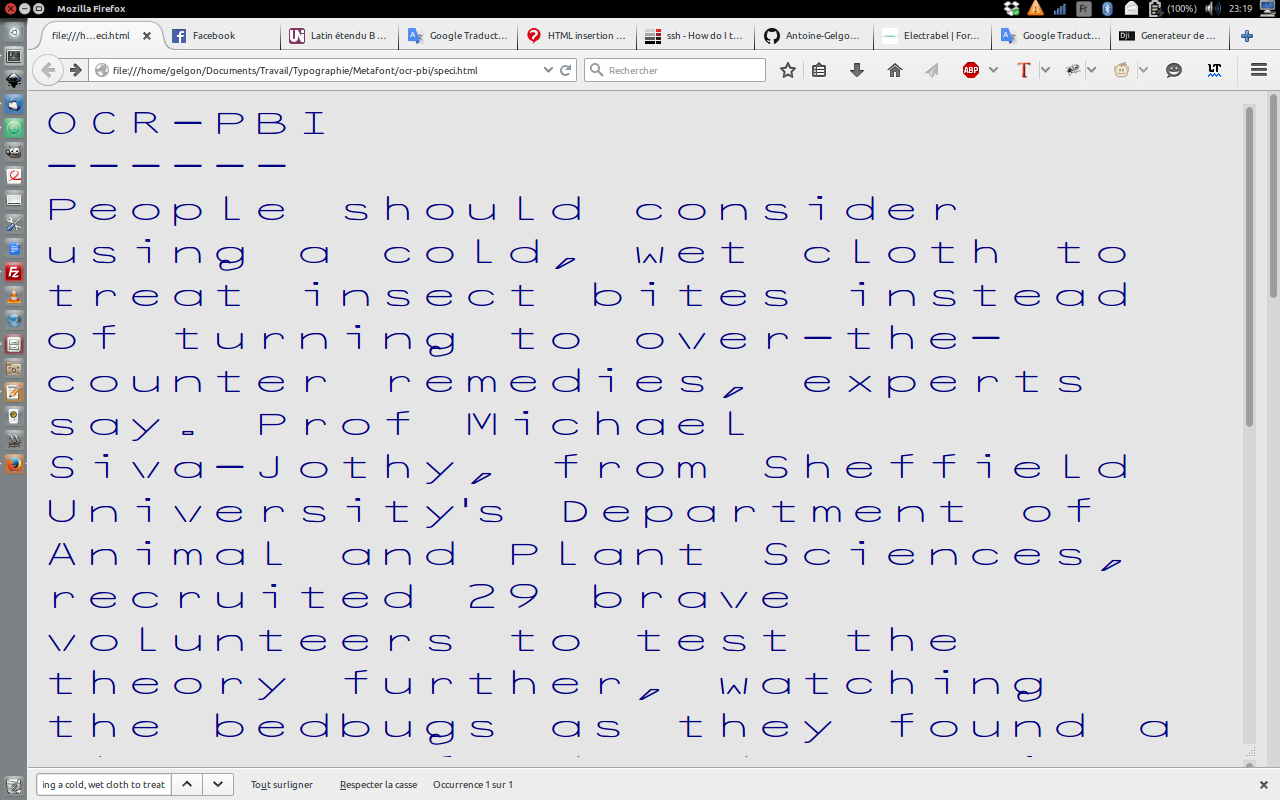 Mozilla Firefox
Fr
(100%)
23:19
file:///h...eci.html
Facebook
Latin étendu B ...
Google Traduct...
HTML insertion ...
ssh - How do I t...
Antoine-Gelgo...
Electrabel | For...
Google Traduct...
Generateur de ...
file:///home/gelgon/Documents/Travail/Typographie/Metafont/ocr-pbi/speci.html
Rechercher
ABP
T
LT
OCR-PBI
------
People should consider
using a cold, wet cloth to
treat insect bites instead
of turning to over-the-
counter remedies, experts
say. Prof Michael
Siva-Jothy, from Sheffield
University's Department of
Animal and Plant Sciences,
recruited 29 brave
volunteers to test the
theory further, watching
the bedbugs as they found a
ing a cold, wet cloth to treat
Tout surligner
Respecter la casse
Occurrence 1 sur 1